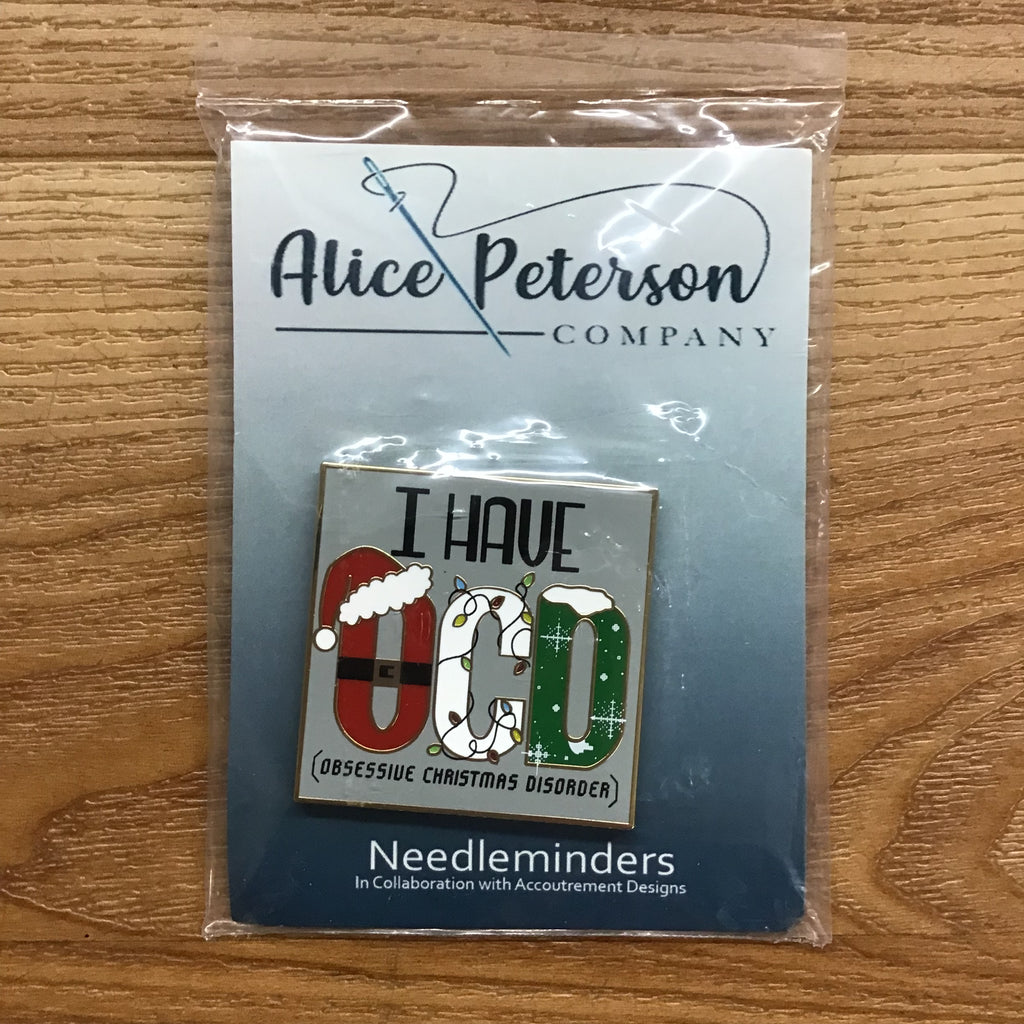 Alice Peterson
COMPANY
I HAVE
OCD
(OBSESSIVE CHRISTMAS DISORDER)
Needleminders
In Collaboration with Accoutrement Designs